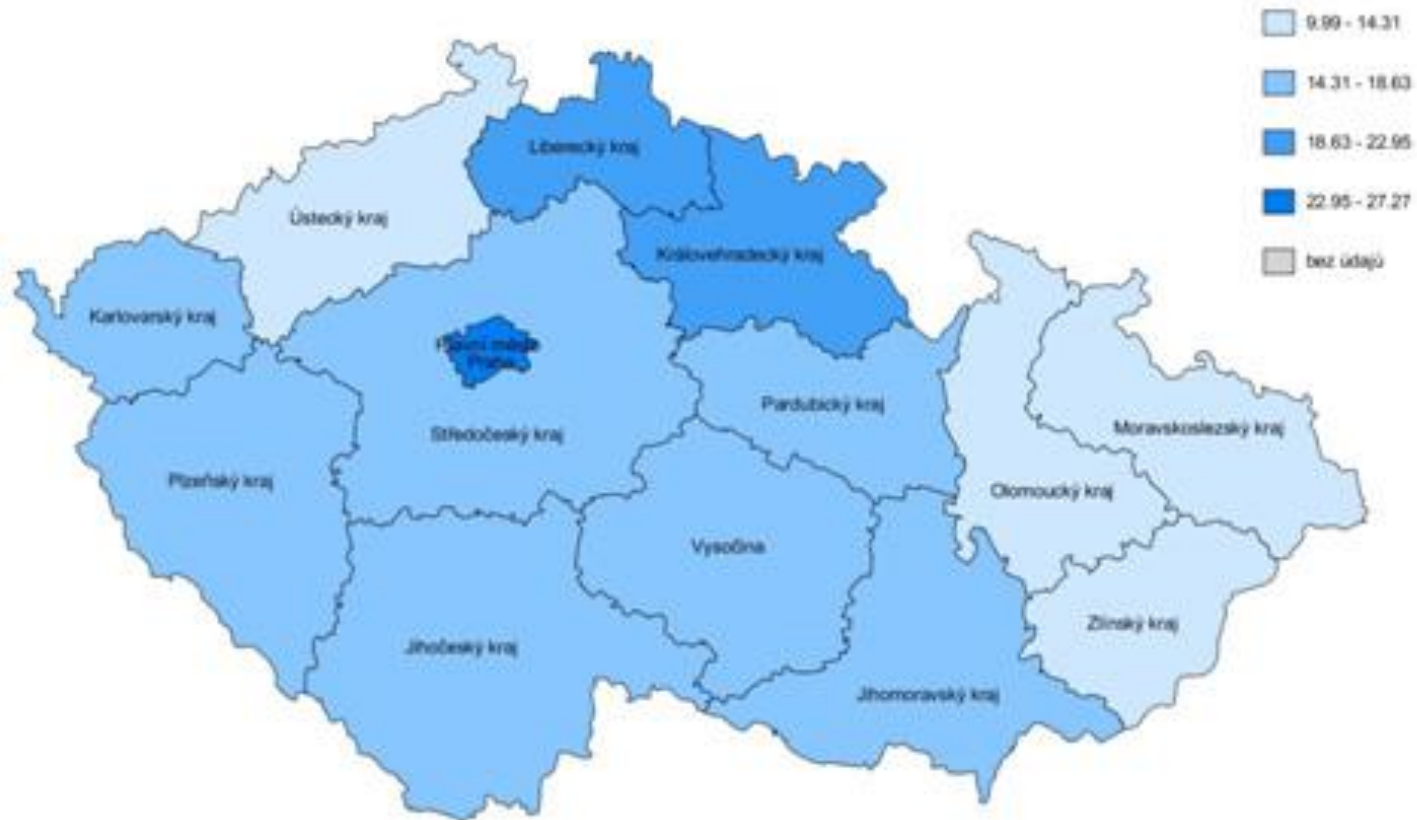 9.99 - 14.31
14.31 - 18.63
18.63 - 22.95
22.95 - 27.27
bez údajů
Liberecký kraj
Ústecký kraj
Královehradecký kraj
Karlovarský kraj
Hlavní město
Praha
Pardubický kraj
Středočeský kraj
Moravskoslezský kraj
Plzeňský kraj
Olomoucký kraj
Vysočina
Zlínský kraj
Jihočeský kraj
Jihomoravský kraj